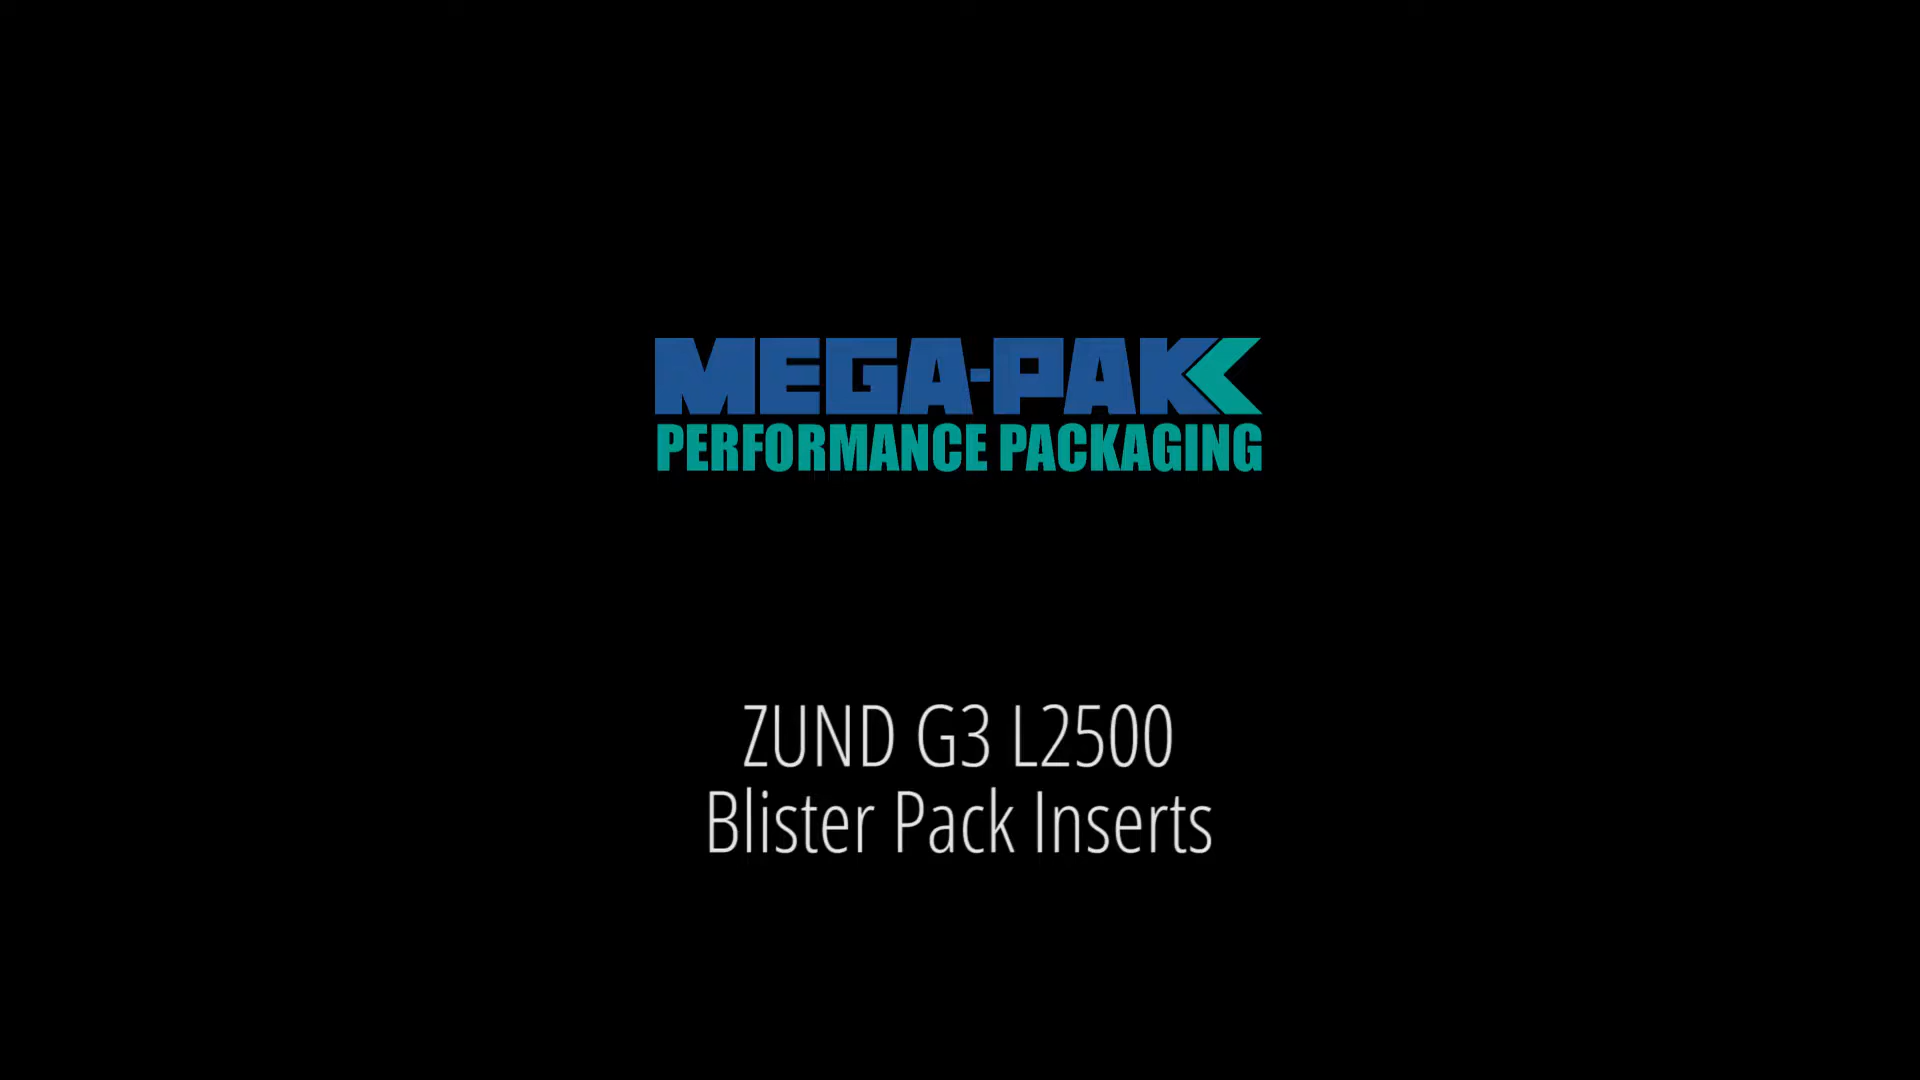 MEGA-PAK
PERFORMANCE PACKAGING
ZUND G3 L2500
Blister Pack Inserts